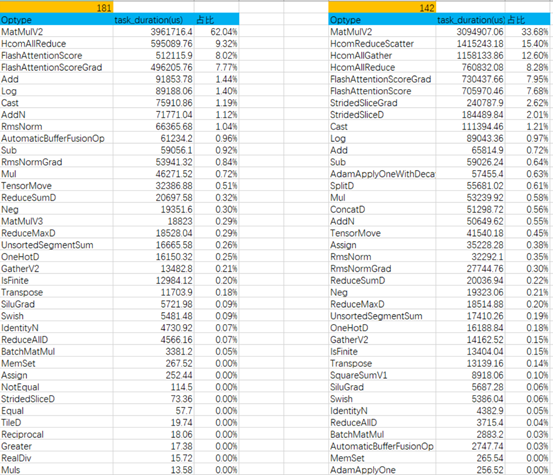 181 142
Optype task_duration(us) 占比 Optype task_duration(us) 占比
MatMulV2 3961716.4 62.04% MatMulV2 3094907.06 33.68%
HcomAllReduce 595089.76 9.32% HcomReduceScatter 1415243.18 15.40%
FlashAttentionScore 512115.9 8.02% HcomAllGather 1158133.86 12.60%
FlashAttentionScoreGrad 496205.76 7.77% HcomAllReduce 760832.08 8.28%
Add 91853.78 1.44% FlashAttentionScoreGrad 730437.66 7.95%
Log 89188.06 1.40% FlashAttentionScore 705970.46 7.68%
Cast 75910.86 1.19% StridedSliceGrad 240787.9 2.62%
AddN 71771.04 1.12% StridedSliceD 184489.84 2.01%
RmsNorm 66365.68 1.04% Cast 111394.46 1.21%
AutomaticBufferFusionOp 61234.2 0.96% Log 89043.36 0.97%
Sub 59056.1 0.92% Add 65814.9 0.72%
RmsNormGrad 53941.32 0.84% Sub 59026.24 0.64%
Mul 46271.52 0.72% AdamApplyOneWithDeca 57455.4 0.63%
TensorMove 32386.88 0.51% SplitD 55681.02 0.61%
ReduceSumD 20697.58 0.32% Mul 53239.92 0.58%
Neg 19351.6 0.30% ConcatD 51298.72 0.56%
MatMulV3 18823 0.29% AddN 50649.62 0.55%
ReduceMaxD 18528.04 0.29% TensorMove 41540.18 0.45%
UnsortedSegmentSum 16665.58 0.26% Assign 35228.28 0.38%
OneHotD 16150.32 0.25% RmsNorm 32292.1 0.35%
GatherV2 13482.8 0.21% RmsNormGrad 27744.76 0.30%
IsFinite 12984.12 0.20% ReduceSumD 20036.94 0.22%
Transpose 11703.9 0.18% Neg 19323.06 0.21%
SiluGrad 5721.98 0.09% ReduceMaxD 18514.88 0.20%
Swish 5481.48 0.09% UnsortedSegmentSum 17410.26 0.19%
IdentityN 4730.92 0.07% OneHotD 16188.84 0.18%
ReduceAllD 4566.16 0.07% GatherV2 14162.52 0.15%
BatchMatMul 3381.2 0.05% IsFinite 13404.04 0.15%
MemSet 267.52 0.00% Transpose 13139.16 0.14%
Assign 252.44 0.00% SquareSumV1 8918.06 0.10%
NotEqual 114.5 0.00% SiluGrad 5687.28 0.06%
StridedSliceD 73.36 0.00% Swish 5386.04 0.06%
Equal 57.7 0.00% IdentityN 4382.9 0.05%
TileD 19.74 0.00% ReduceAllD 3715.4 0.04%
Reciprocal 18.06 0.00% BatchMatMul 2883.2 0.03%
Greater 17.38 0.00% AutomaticBufferFusionOp 2747.74 0.03%
RealDiv 15.72 0.00% MemSet 265.54 0.00%
Muls 13.58 0.00% AdamApplyOne 256.52 0.00%